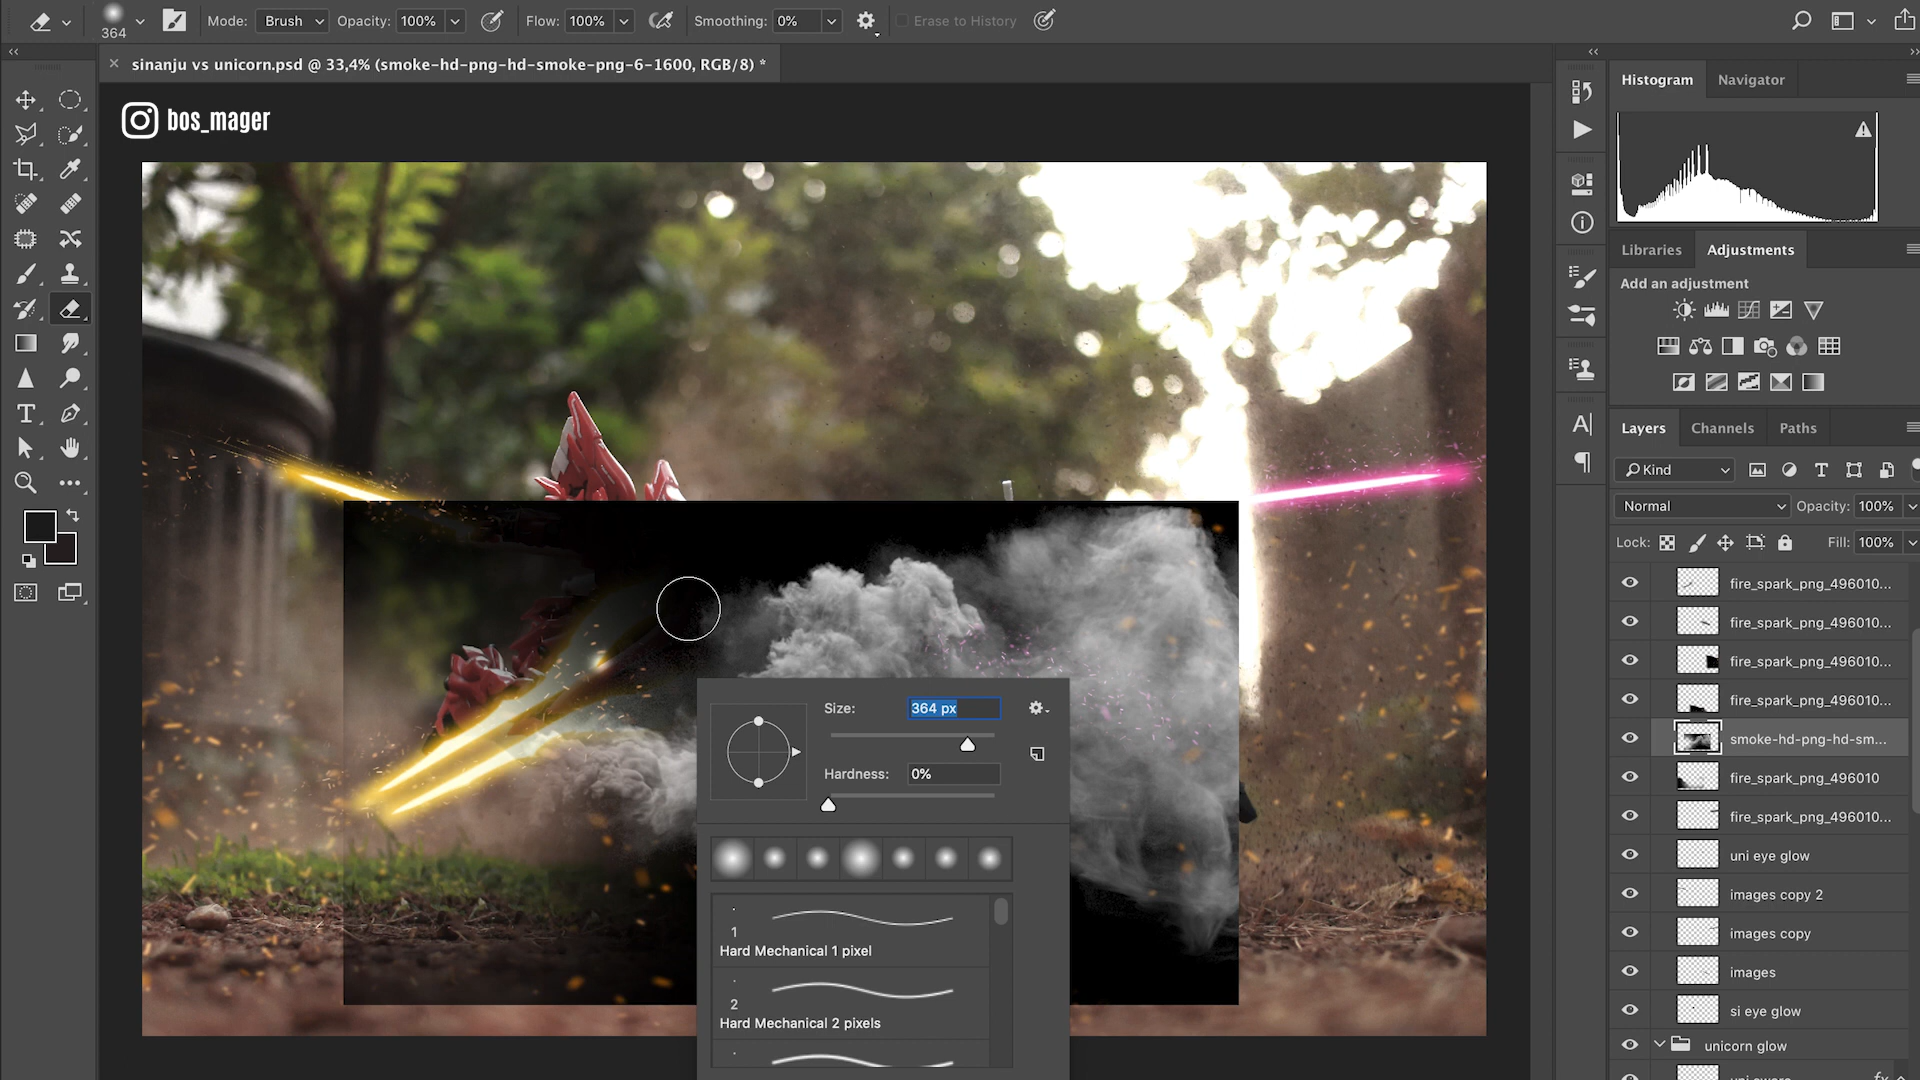 364
Mode: Brush
Opacity: 100%
Flow: 100%
Smoothing: 0%
Erase to History
sinanju vs unicorn.psd @ 33,4% (smoke-hd-png-hd-smoke-png-6-1600, RGB/8) *
bos_mager
Histogram
Navigator
Libraries
Adjustments
Add an adjustment
Layers
Channels
Paths
Kind
Normal
Opacity: 100%
Lock:
Fill: 100%
fire_spark_png_496010...
fire_spark_png_496010...
fire_spark_png_496010...
fire_spark_png_496010...
smoke-hd-png-hd-sm...
fire_spark_png_496010
fire_spark_png_496010...
uni eye glow
images copy 2
images copy
images
si eye glow
unicorn glow
Size: 364 px
Hardness: 0%
1
Hard Mechanical 1 pixel
2
Hard Mechanical 2 pixels